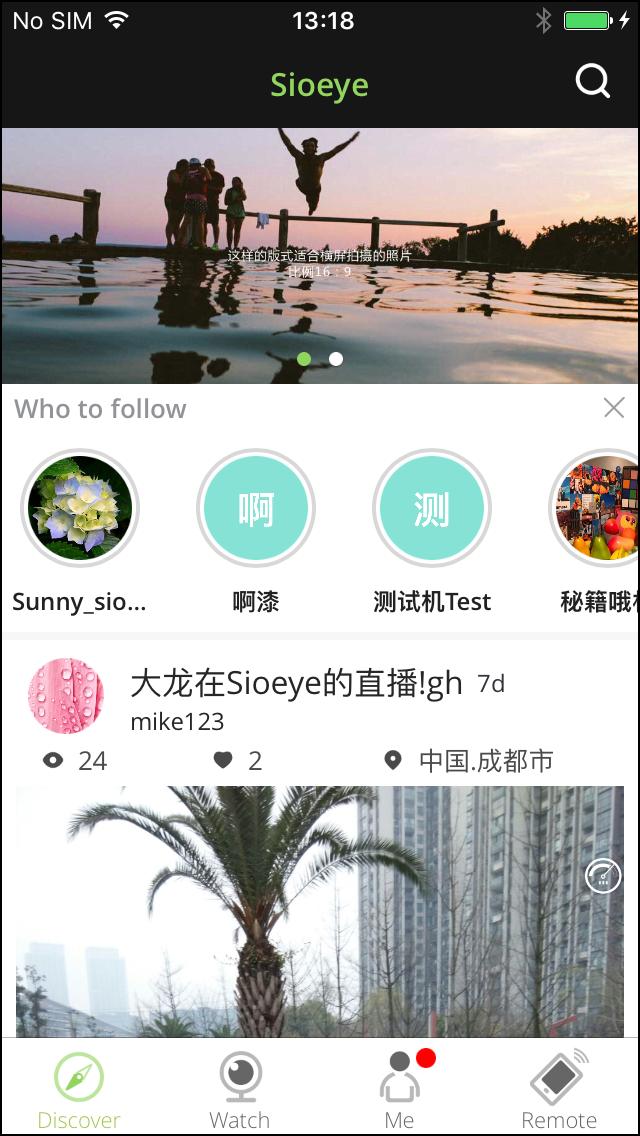 No SIM 13:18
Sioeye
这样的版式适合横屏拍摄的照片
比例16：9
Who to follow
啊 测
Sunny_sio... 啊漆 测试机Test 秘籍哦
大龙在Sioeye的直播!gh 7d
mike123
24 2 中国.成都市
Discover Watch Me Remote